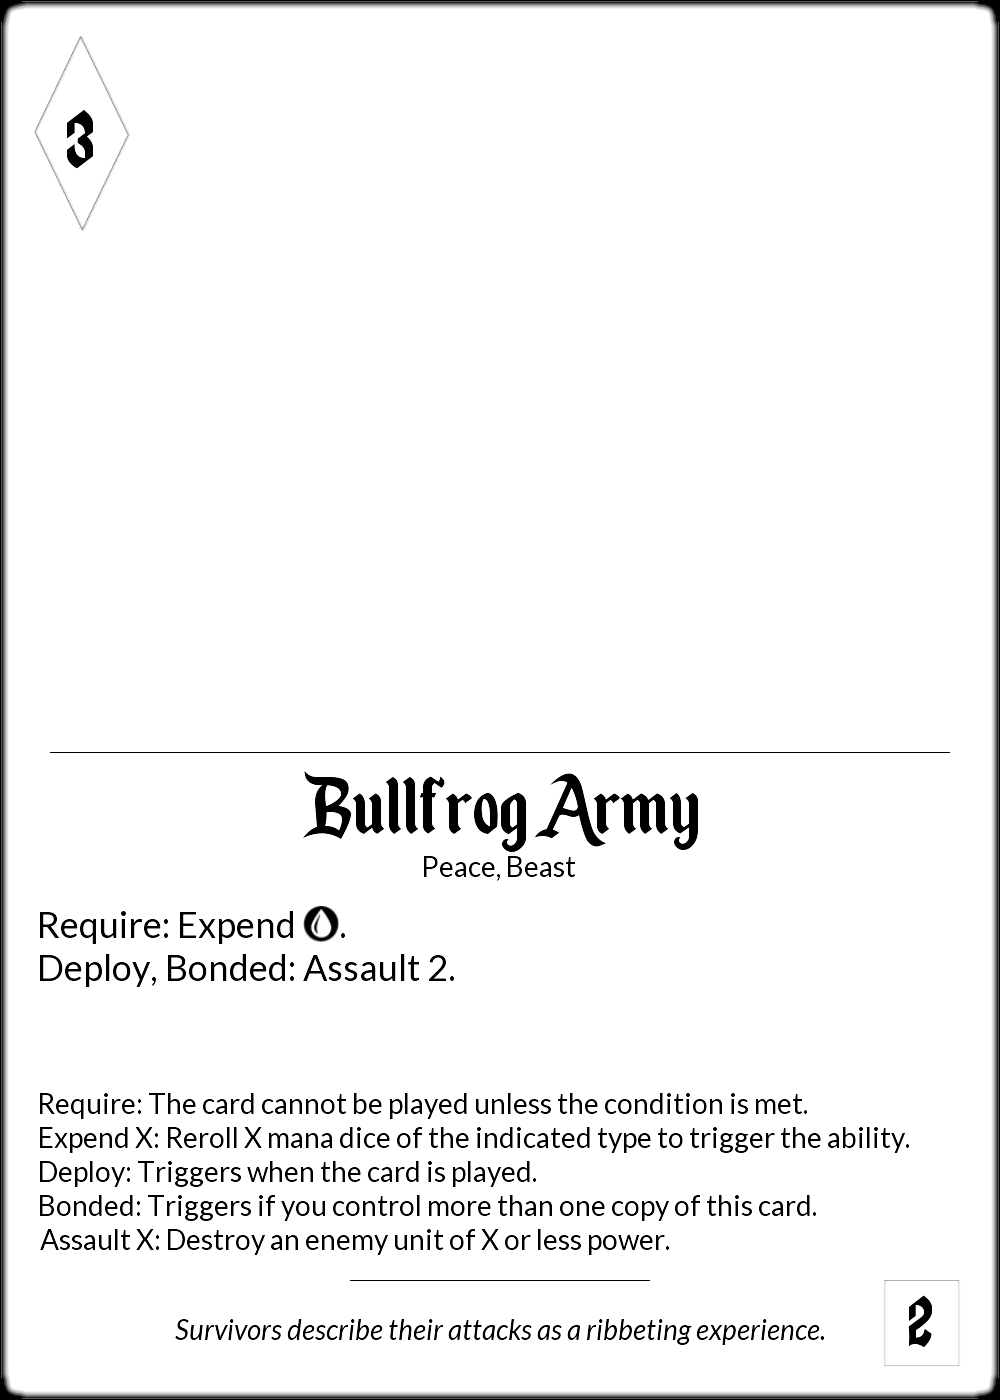 3
Bullfrog Army
Peace, Beast
Require: Expend .
Deploy, Bonded: Assault 2.
Require: The card cannot be played unless the condition is met.
Expend X: Reroll X mana dice of the indicated type to trigger the ability.
Deploy: Triggers when the card is played.
Bonded: Triggers if you control more than one copy of this card.
Assault X: Destroy an enemy unit of X or less power.
Survivors describe their attacks as a ribbeting experience.
2